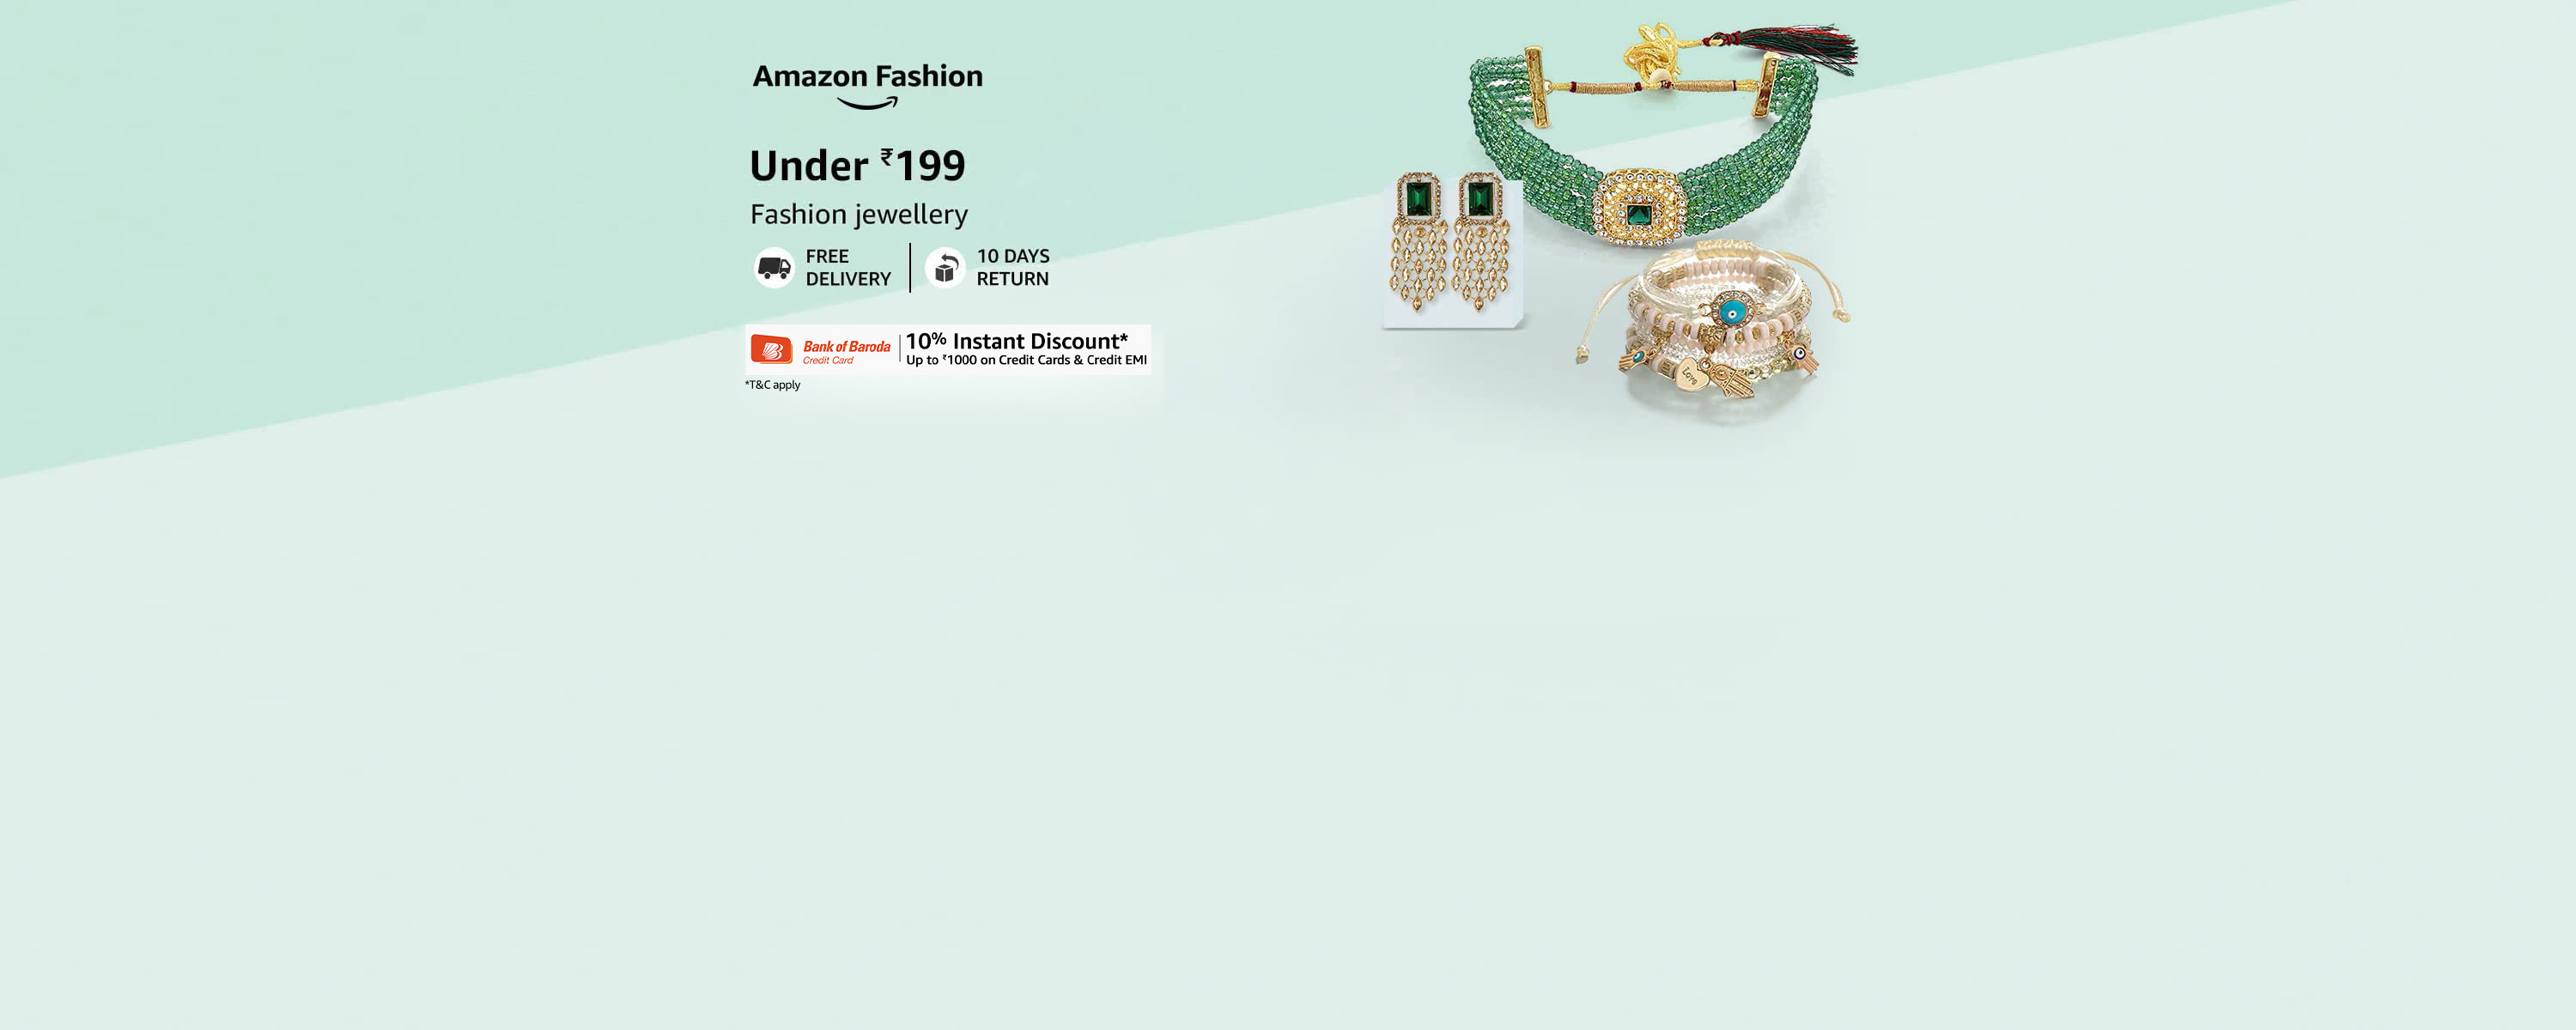 Amazon Fashion
Under ₹199
Fashion jewellery
FREE
DELIVERY
10 DAYS
RETURN
Bank of Baroda
Credit Card
10% Instant Discount*
Up to ₹1000 on Credit Cards & Credit EMI
*T&C apply
Love